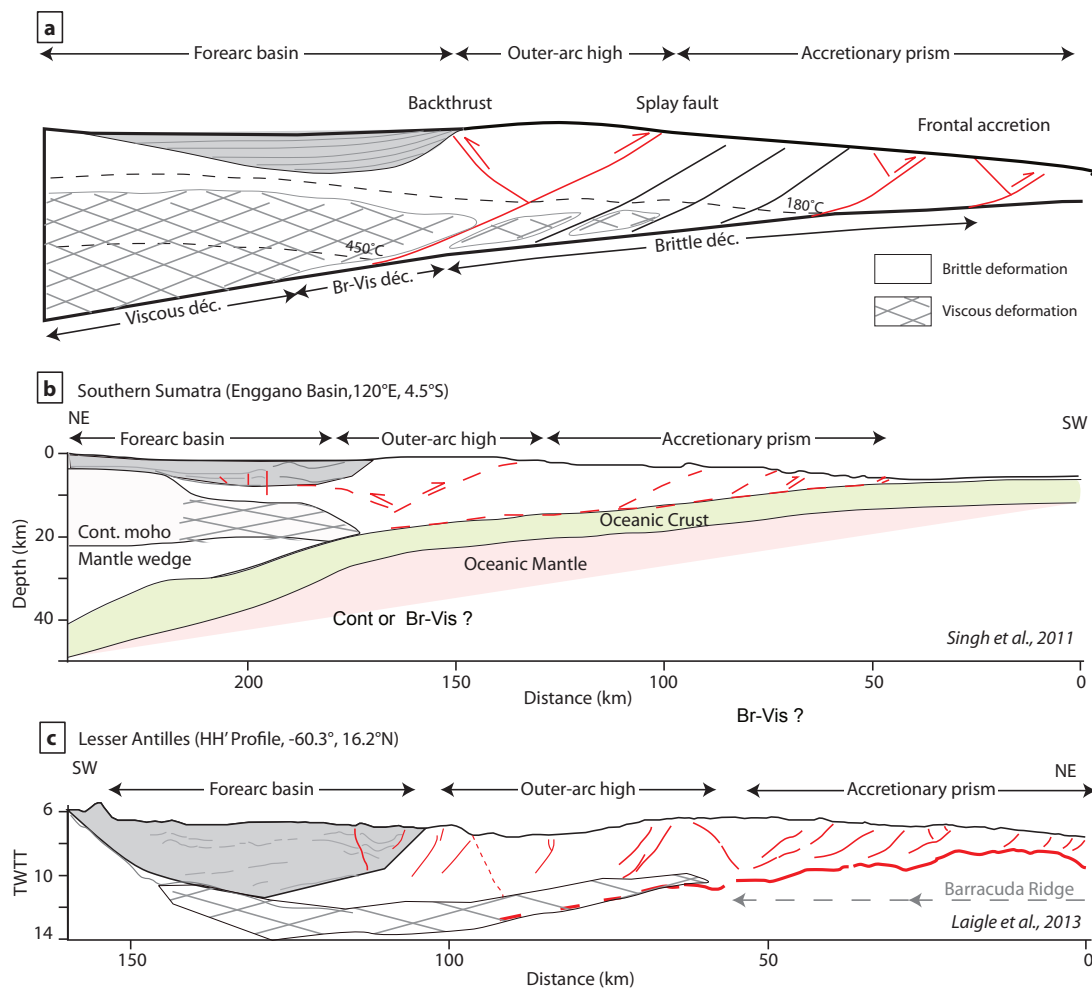 a
Forearc basin
Outer-arc high
Accretionary prism
Backthrust
Splay fault
Frontal accretion
180°C
450°C
Brittle déc.
Br-Vis déc.
Viscous déc.
Brittle deformation
Viscous deformation
b Southern Sumatra (Enggano Basin,120°E, 4.5°S)
NE
SW
Forearc basin
Outer-arc high
Accretionary prism
0
20
40
Depth (km)
Cont. moho
Mantle wedge
Oceanic Crust
Oceanic Mantle
Cont or Br-Vis ?
Singh et al., 2011
200
150
100
50
0
Distance (km)
Br-Vis ?
c Lesser Antilles (HH' Profile, -60.3°, 16.2°N)
SW
NE
Forearc basin
Outer-arc high
Accretionary prism
6
10
14
TWTT
Barracuda Ridge
Laigle et al., 2013
150
100
50
0
Distance (km)